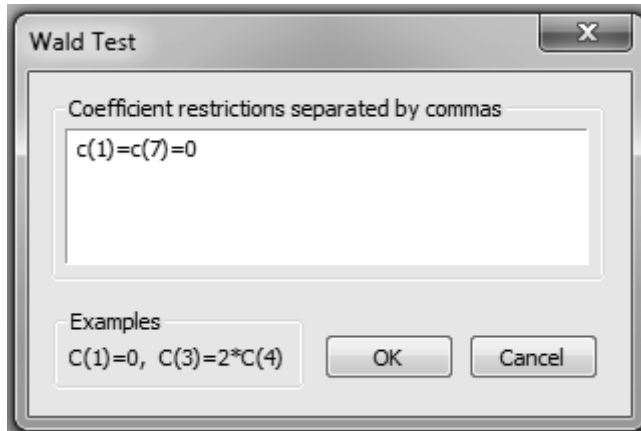 Wald Test
X
Coefficient restrictions separated by commas
c(1)=c(7)=0
Examples
C(1)=0, C(3)=2*C(4)
OK
Cancel